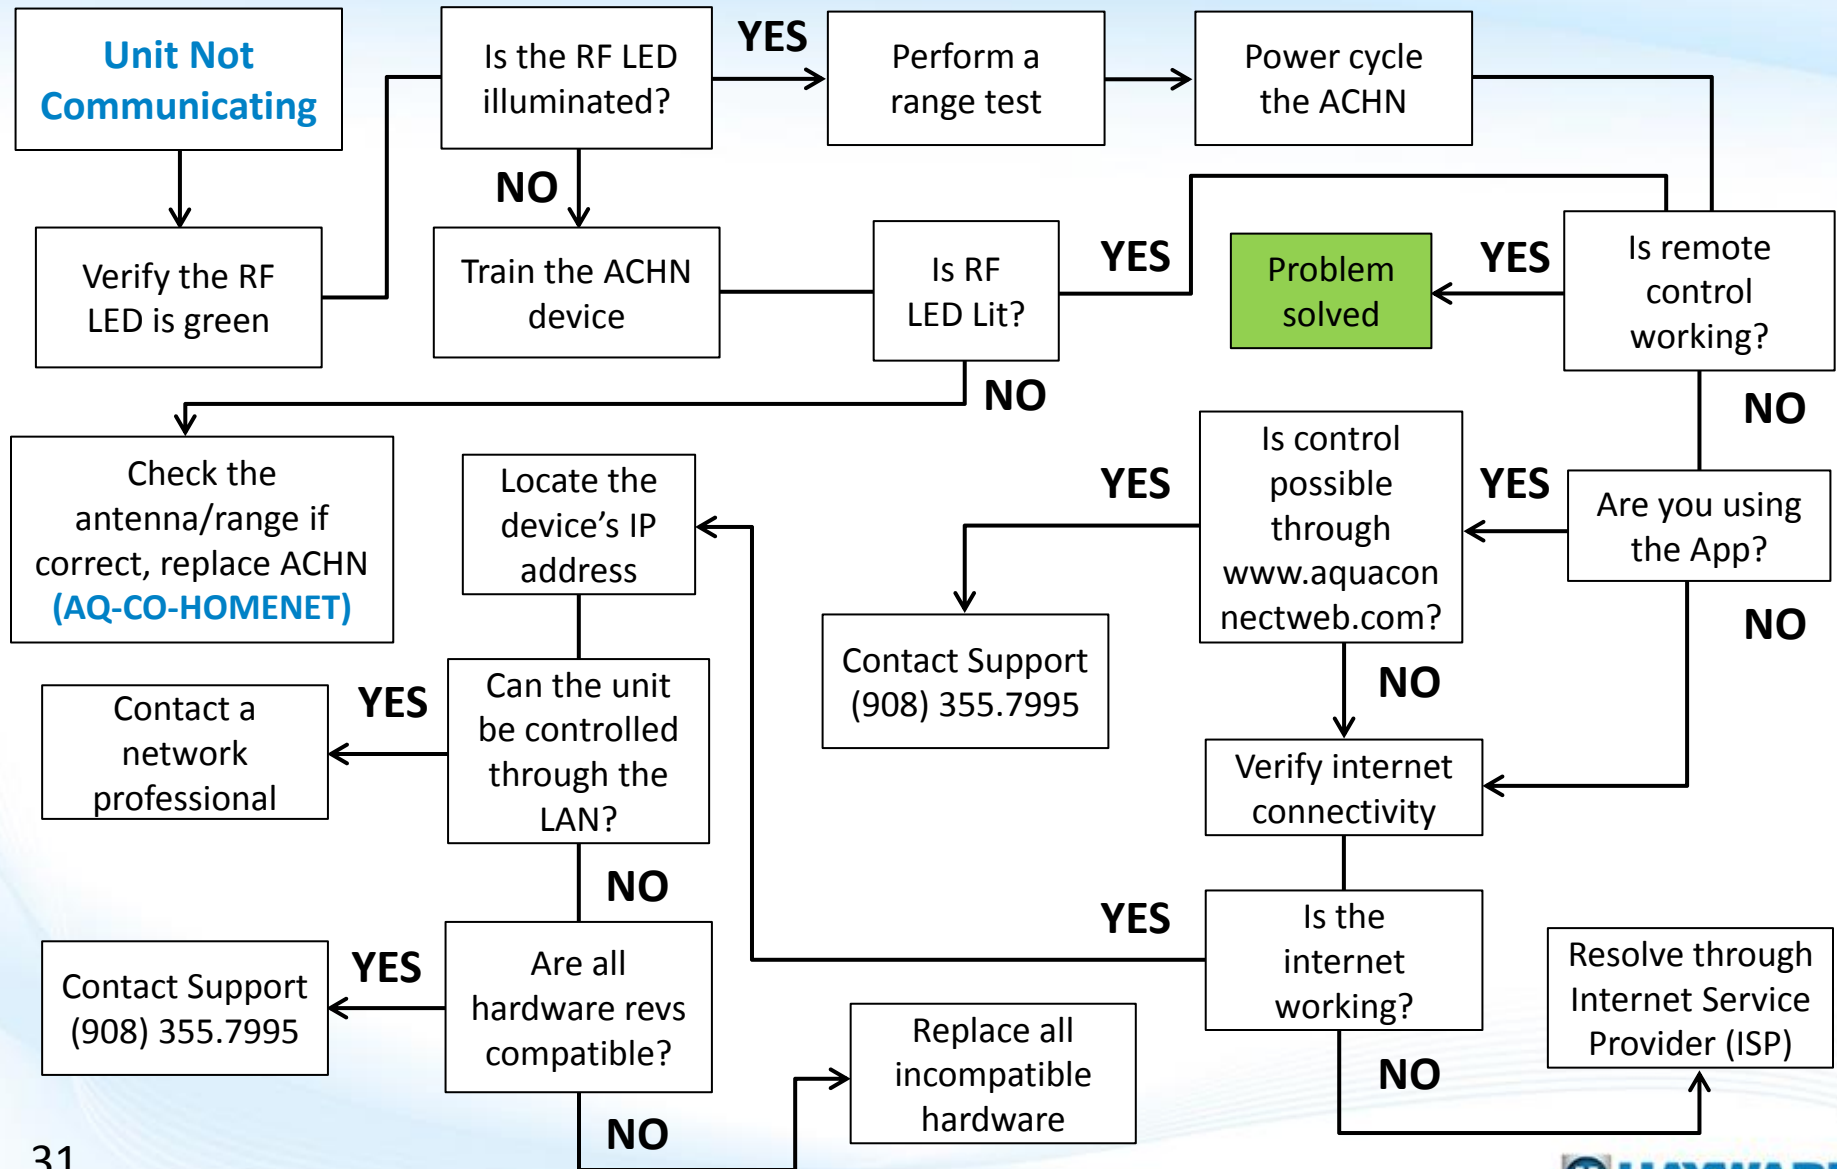 Unit Not
Communicating
Is the RF LED
illuminated?
YES
Perform a
range test
Power cycle
the ACHN
NO
Verify the RF
LED is green
Train the ACHN
device
Is RF
LED Lit?
YES
Problem
solved
YES
Is remote
control
working?
NO
NO
Check the
antenna/range if
correct, replace ACHN
(AQ-CO-HOMENET)
Locate the
device’s IP
address
YES
Is control
possible
through
www.aquacon
nectweb.com?
YES
Are you using
the App?
NO
Contact Support
(908) 355.7995
NO
Contact a
network
professional
YES
Can the unit
be controlled
through the
LAN?
Verify internet
connectivity
NO
YES
Is the
internet
working?
Contact Support
(908) 355.7995
YES
Are all
hardware revs
compatible?
Replace all
incompatible
hardware
Resolve through
Internet Service
Provider (ISP)
NO
NO
31